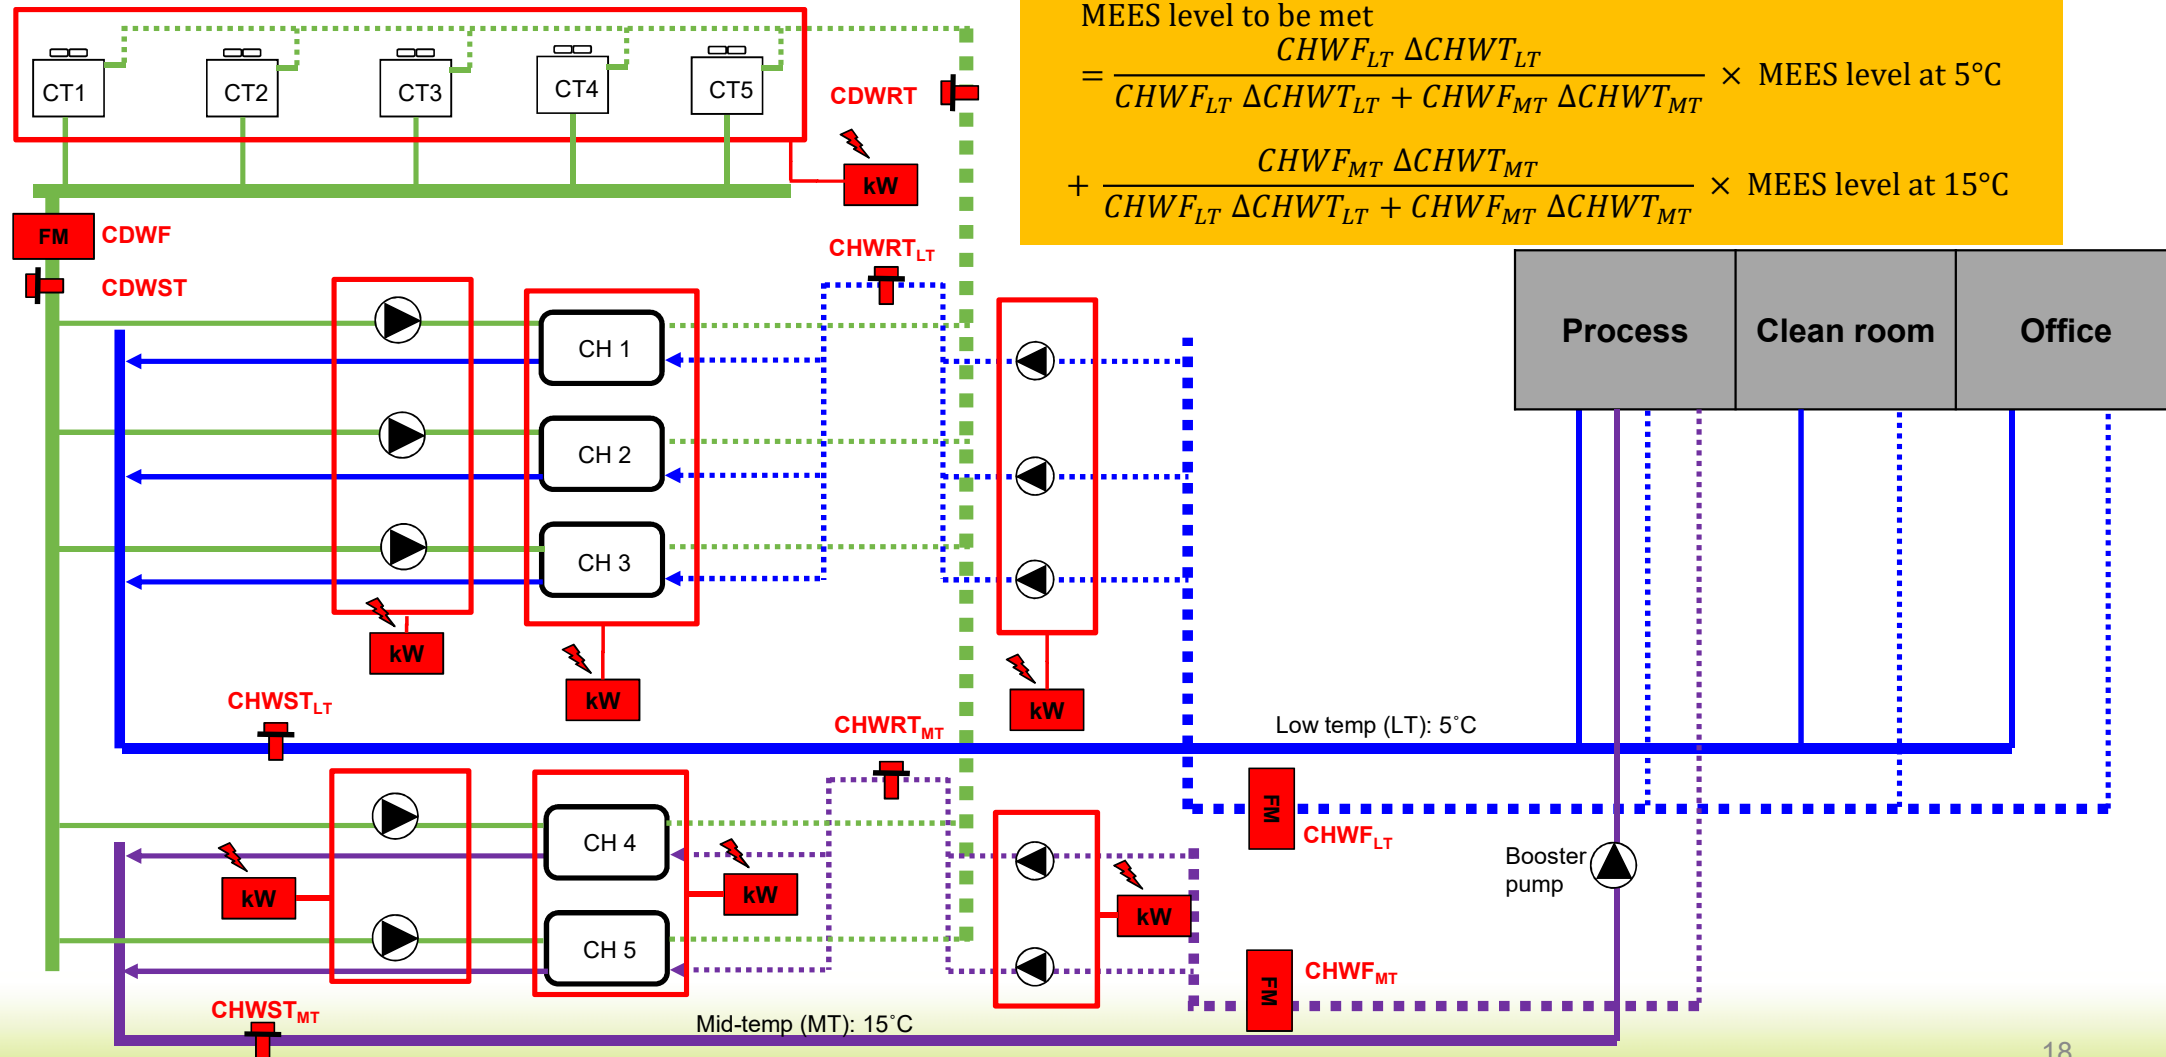 MEES level to be met
= CHWF_LT ΔCHWT_LT / CHWF_LT ΔCHWT_LT + CHWF_MT ΔCHWT_MT × MEES level at 5°C
+ CHWF_MT ΔCHWT_MT / CHWF_LT ΔCHWT_LT + CHWF_MT ΔCHWT_MT × MEES level at 15°C
CT1 CT2 CT3 CT4 CT5
CDWRT
kW
FM CDWF
CDWST
CHWRT_LT
Process Clean room Office
CH 1
CH 2
CH 3
kW
kW
kW
CHWST_LT
CHWRT_MT
Low temp (LT): 5˚C
FM
CHWF_LT
CH 4
kW
kW
kW
Booster
pump
CH 5
FM
CHWF_MT
CHWST_MT
Mid-temp (MT): 15˚C
18